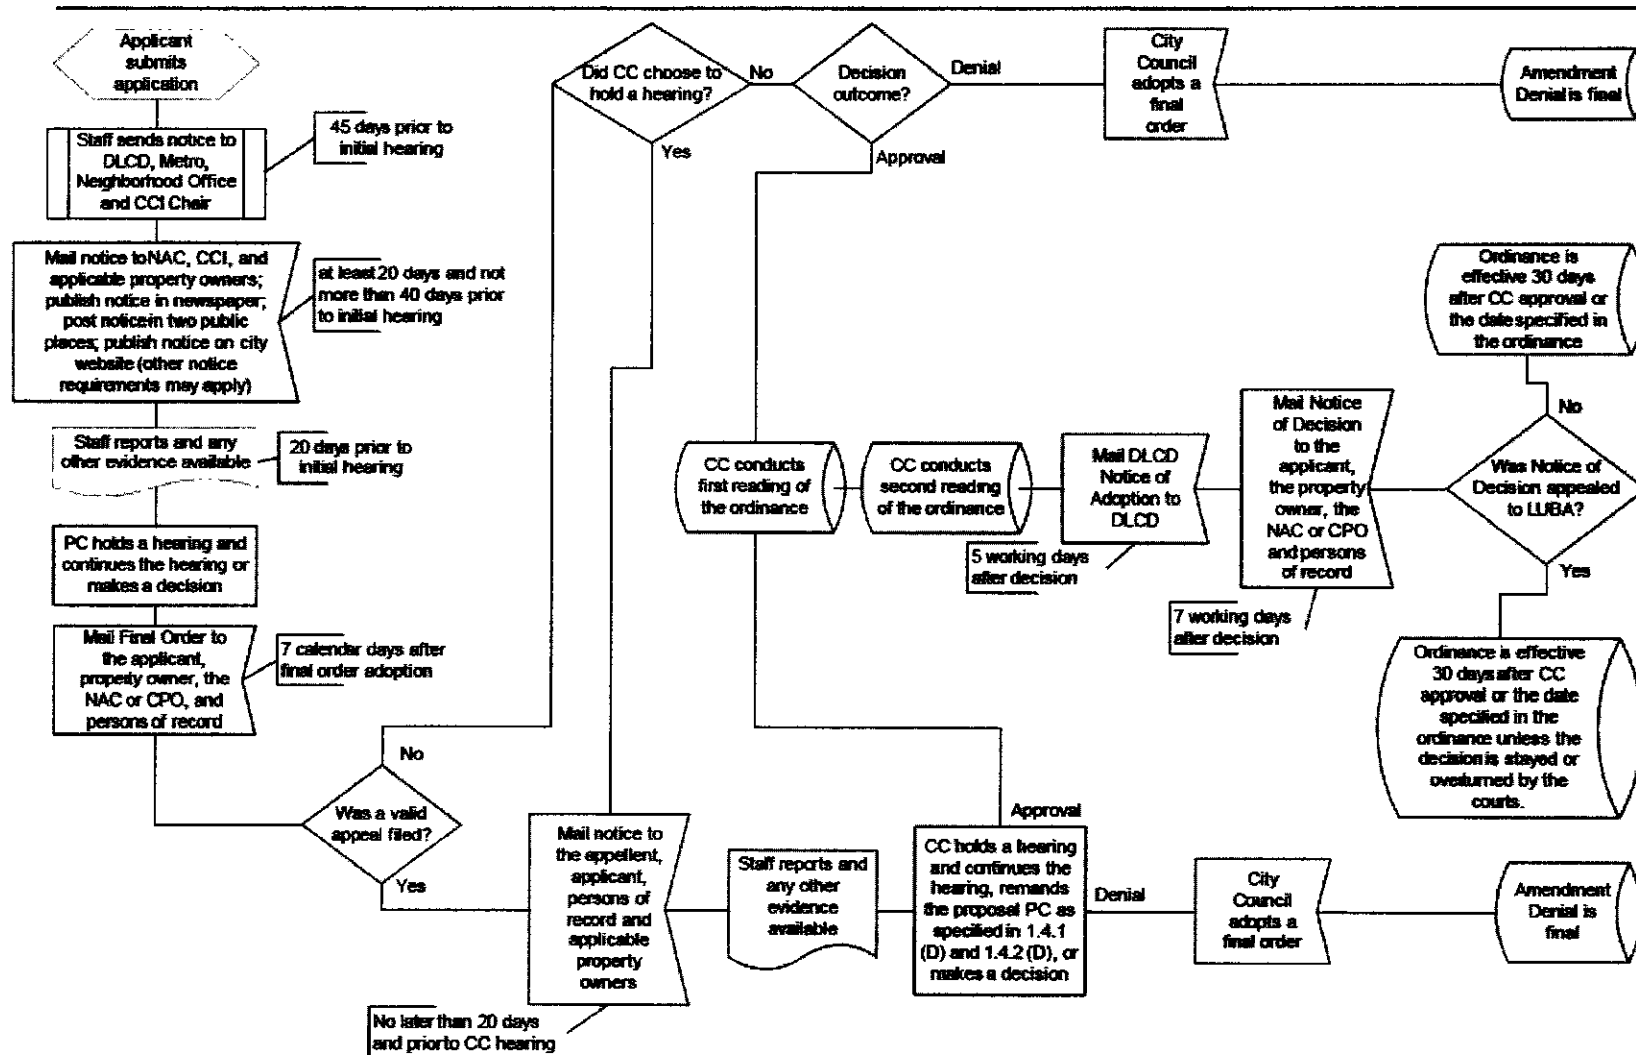 Applicant
submits
application
Staff sends notice to
DLCD, Metro,
Neighborhood Office
and CCI Chair
45 days prior to
initial hearing
Mail notice to NAC, CCI, and
applicable property owners;
publish notice in newspaper;
post notice in two public
places; publish notice on city
website (other notice
requirements may apply)
at least 20 days and not
more than 40 days prior
to initial hearing
Staff reports and any
other evidence available
20 days prior to
initial hearing
PC holds a hearing and
continues the hearing or
makes a decision
Mail Final Order to
the applicant,
property owner, the
NAC or CPO, and
persons of record
7 calendar days after
final order adoption
Was a valid
appeal filed?
No
Yes
Did CC choose to
hold a hearing?
No
Yes
Decision
outcome?
Denial
Approval
City
Council
adopts a
final
order
Amendment
Denial is final
CC conducts
first reading of
the ordinance
CC conducts
second reading
of the ordinance
Mail DLCD
Notice of
Adoption to
DLCD
5 working days
after decision
Mail Notice
of Decision
to the
applicant,
the property
owner, the
NAC or CPO
and persons
of record
7 working days
after decision
Was Notice of
Decision appealed
to LUBA?
No
Yes
Ordinance is
effective 30 days
after CC approval or
the date specified in
the ordinance
Ordinance is effective
30 days after CC
approval or the date
specified in the
ordinance unless the
decision is stayed or
overturned by the
courts.
Mail notice to
the appellent,
applicant,
persons of
record and
applicable
property
owners
No later than 20 days
and prior to CC hearing
Staff reports and
any other
evidence
available
CC holds a hearing
and continues the
hearing, remands
the proposal PC as
specified in 1.4.1
(D) and 1.4.2 (D), or
makes a decision
Approval
Denial
City
Council
adopts a
final order
Amendment
Denial is
final